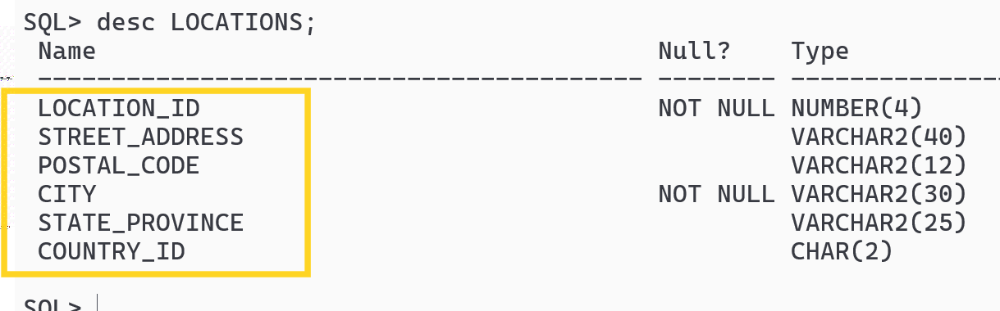 SQL> desc LOCATIONS;
Name Null? Type
----------------------------------------- -------- --------------
LOCATION_ID NOT NULL NUMBER(4)
STREET_ADDRESS VARCHAR2(40)
POSTAL_CODE VARCHAR2(12)
CITY NOT NULL VARCHAR2(30)
STATE_PROVINCE VARCHAR2(25)
COUNTRY_ID CHAR(2)
SQL>